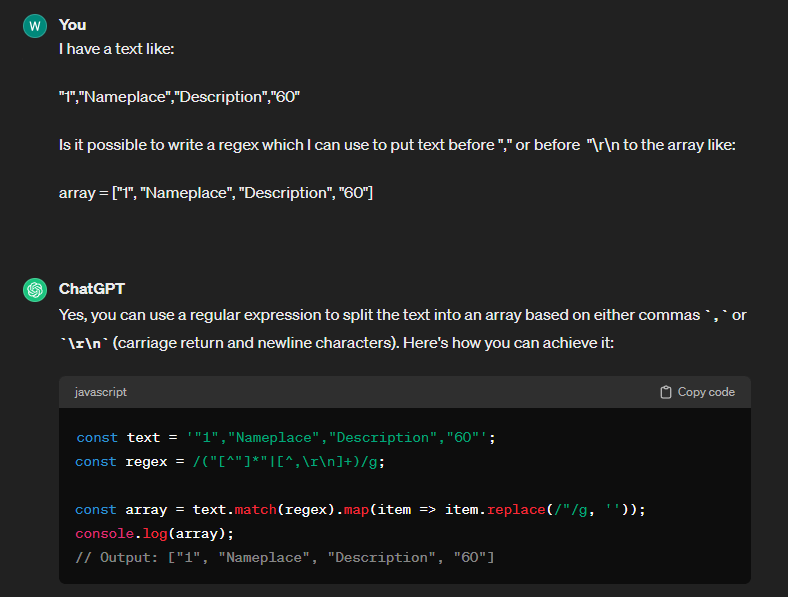 W
You
I have a text like:
"1","Nameplace","Description","60"
Is it possible to write a regex which I can use to put text before "," or before "\r\n to the array like:
array = ["1", "Nameplace", "Description", "60"]
ChatGPT
Yes, you can use a regular expression to split the text into an array based on either commas `,` or
`\r\n` (carriage return and newline characters). Here's how you can achieve it:
javascript
Copy code
const text = '"1","Nameplace","Description","60"';
const regex = /("[^"]*"|[^,\r\n]+)/g;
const array = text.match(regex).map(item => item.replace(/"/g, ''));
console.log(array);
// Output: ["1", "Nameplace", "Description", "60"]